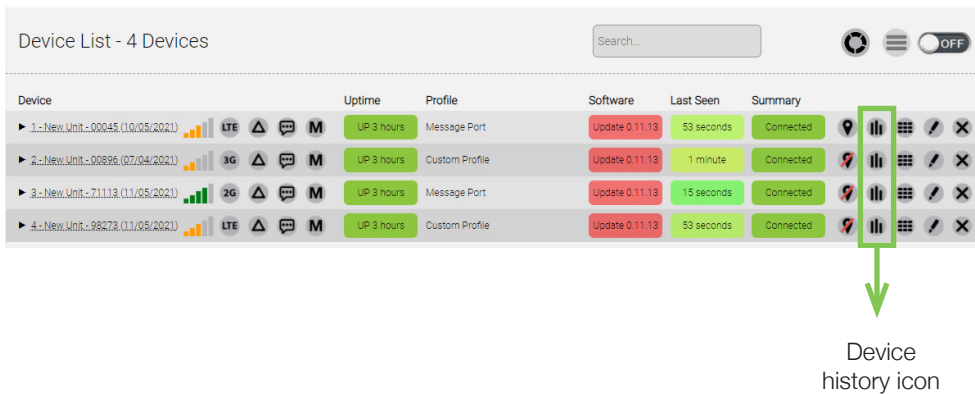 Device List - 4 Devices Search... OFF
Device Uptime Profile Software Last Seen Summary
1 - New Unit - 00045 (10/05/2021) LTE M UP 3 hours Message Port Update 0.11.13 53 seconds Connected
2 - New Unit - 00896 (07/04/2021) 3G M UP 3 hours Custom Profile Update 0.11.13 1 minute Connected
3 - New Unit - 71113 (11/05/2021) 2G M UP 3 hours Message Port Update 0.11.13 15 seconds Connected
4 - New Unit - 98273 (11/05/2021) LTE M UP 3 hours Custom Profile Update 0.11.13 53 seconds Connected
Device
history icon